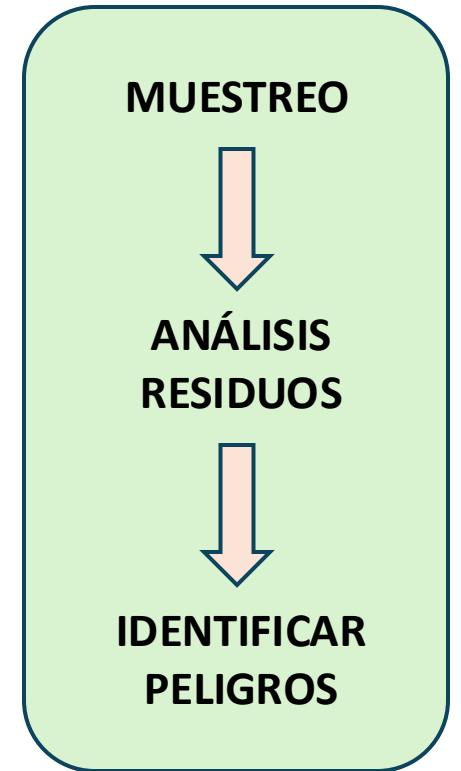 MUESTREO
ANÁLISIS
RESIDUOS
IDENTIFICAR
PELIGROS